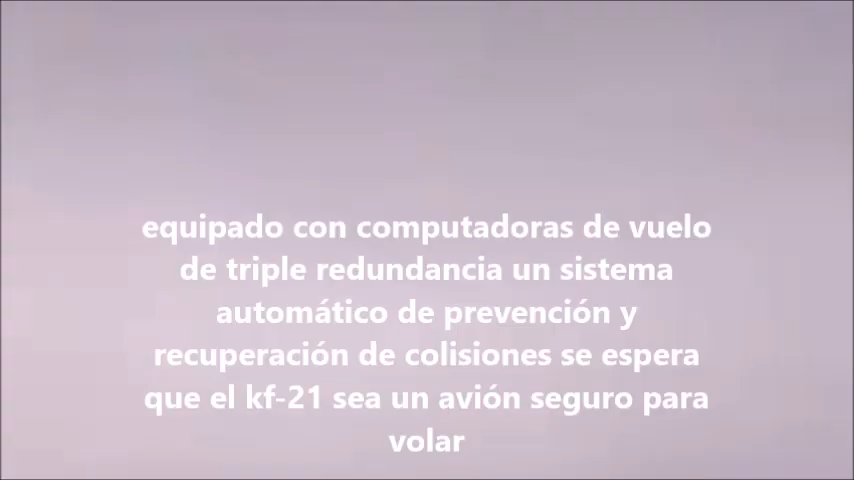 equipado con computadoras de vuelo
de triple redundancia un sistema
automático de prevención y
recuperación de colisiones se espera
que el kf-21 sea un avión seguro para
volar